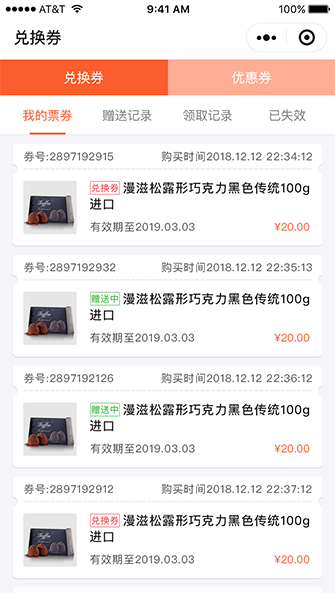 AT&T 9:41 AM 100%
兑换券
兑换券 优惠券
我的票券 赠送记录 领取记录 已失效
券号:2897192915 购买时间2018.12.12 22:34:12
兑换券 漫滋松露形巧克力黑色传统100g
进口
有效期至2019.03.03 ¥20.00
券号:2897192932 购买时间2018.12.12 22:35:13
赠送中 漫滋松露形巧克力黑色传统100g
进口
有效期至2019.03.03 ¥20.00
券号:2897192126 购买时间2018.12.12 22:36:12
赠送中 漫滋松露形巧克力黑色传统100g
进口
有效期至2019.03.03 ¥20.00
券号:2897192912 购买时间2018.12.12 22:37:12
兑换券 漫滋松露形巧克力黑色传统100g
进口
有效期至2019.03.03 ¥20.00